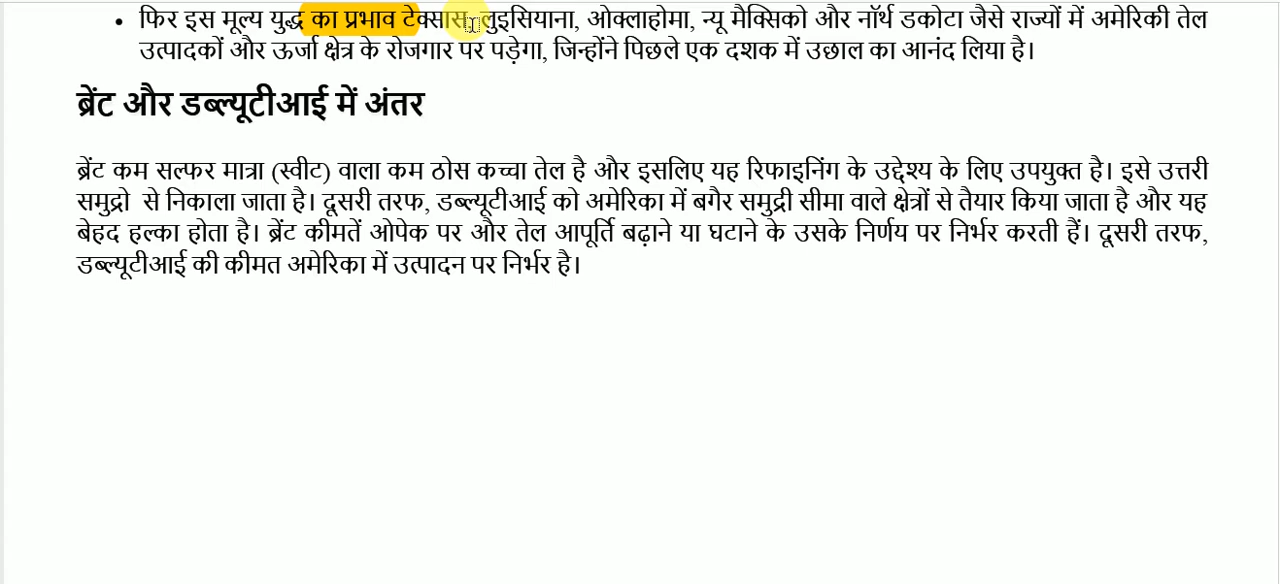 • फिर इस मूल्य युद्ध का प्रभाव टेक्सास, लुइसियाना, ओक्लाहोमा, न्यू मैक्सिको और नॉर्थ डकोटा जैसे राज्यों में अमेरिकी तेल
उत्पादकों और ऊर्जा क्षेत्र के रोजगार पर पड़ेगा, जिन्होंने पिछले एक दशक में उछाल का आनंद लिया है।
ब्रेंट और डब्ल्यूटीआई में अंतर
ब्रेंट कम सल्फर मात्रा (स्वीट) वाला कम ठोस कच्चा तेल है और इसलिए यह रिफाइनिंग के उद्देश्य के लिए उपयुक्त है। इसे उत्तरी
समुद्रो से निकाला जाता है। दूसरी तरफ, डब्ल्यूटीआई को अमेरिका में बगैर समुद्री सीमा वाले क्षेत्रों से तैयार किया जाता है और यह
बेहद हल्का होता है। ब्रेंट कीमतें ओपेक पर और तेल आपूर्ति बढ़ाने या घटाने के उसके निर्णय पर निर्भर करती हैं। दूसरी तरफ,
डब्ल्यूटीआई की कीमत अमेरिका में उत्पादन पर निर्भर है।